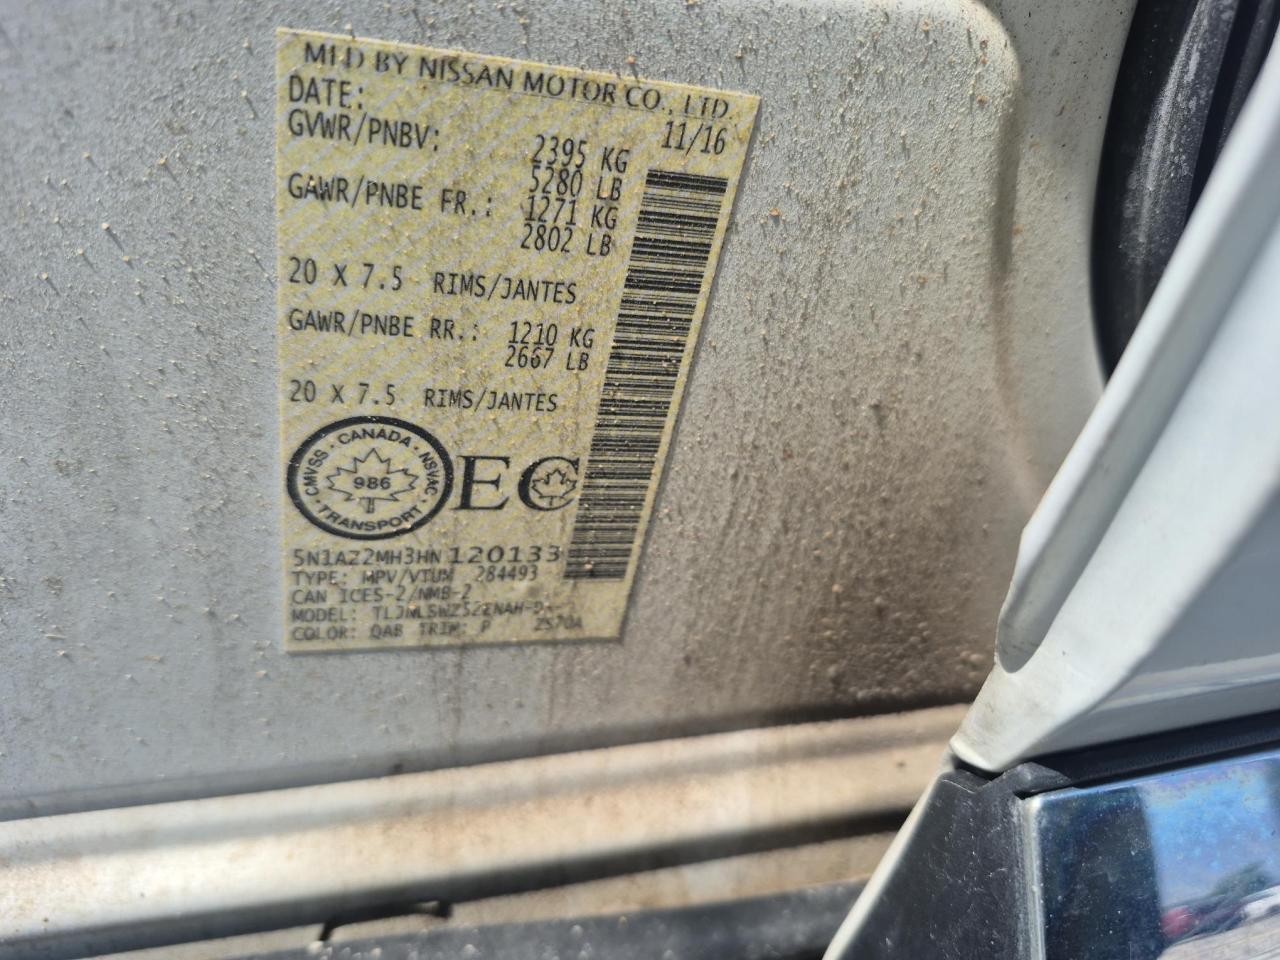 MFD BY NISSAN MOTOR CO., LTD.
DATE: 11/16
GVWR/PNBV: 2395 KG
5280 LB
GAWR/PNBE FR.: 1271 KG
2802 LB
20 X 7.5 RIMS/JANTES
GAWR/PNBE RR.: 1210 KG
2667 LB
20 X 7.5 RIMS/JANTES
CMVSS · CANADA · NSVAC · TRANSPORT ·
986
EC
5N1AZ2MH3HN120133
TYPE: MPV/VTUM 284493
CAN ICES-2/NMB-2
MODEL:
COLOR: QAB TRIM: P ZS70A